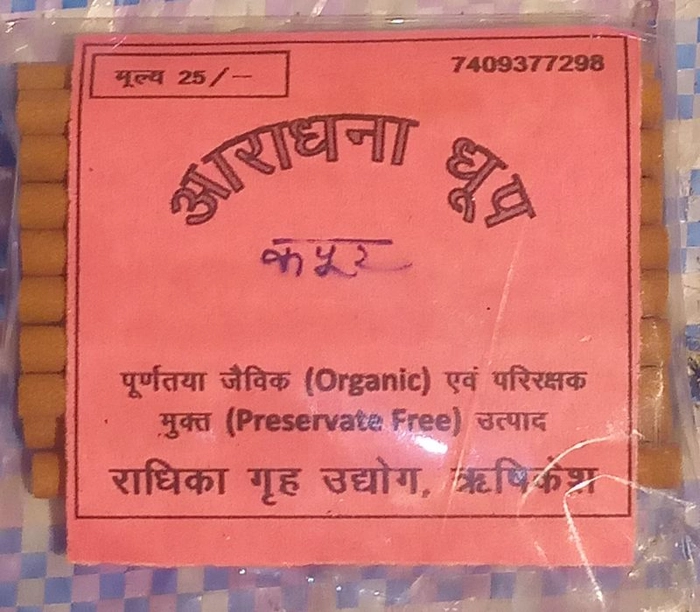 मूल्य 25/–
7409377298
आराधना धूप
कपूर
पूर्णतया जैविक (Organic) एवं परिरक्षक
मुक्त (Preservate Free) उत्पाद
राधिका गृह उद्योग, ऋषिकेश